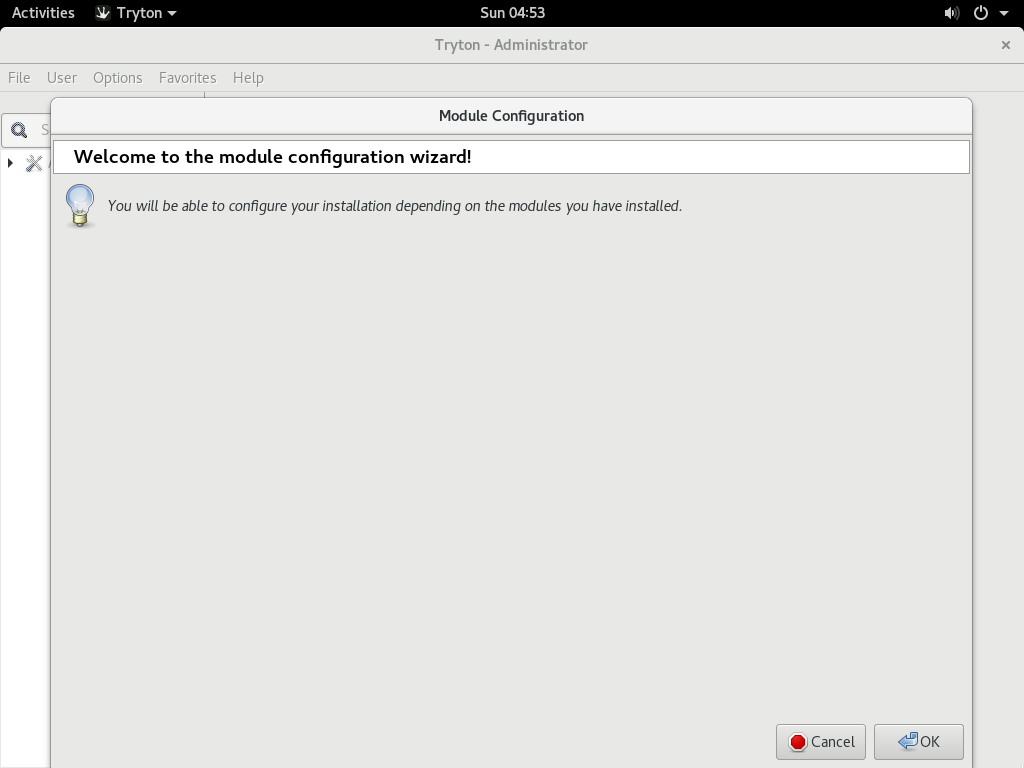 Activities Tryton Sun 04:53
Tryton - Administrator
File User Options Favorites Help
Module Configuration
S
Welcome to the module configuration wizard!
You will be able to configure your installation depending on the modules you have installed.
Cancel OK